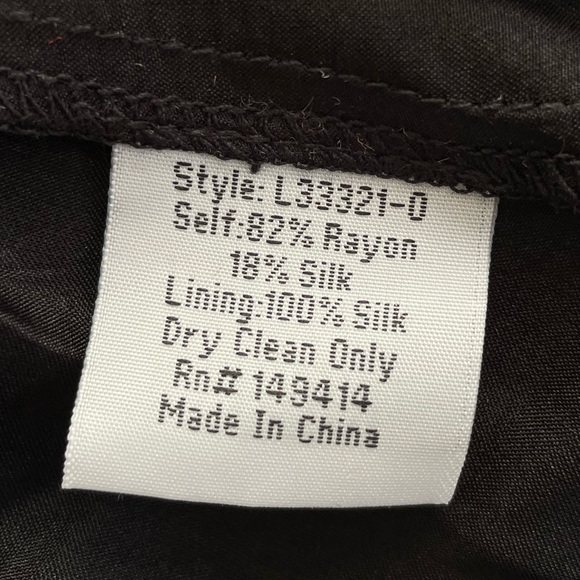 Style: L33321-0
Self:82% Rayon
18% Silk
Lining:100% Silk
Dry Clean Only
Rn# 149414
Made In China